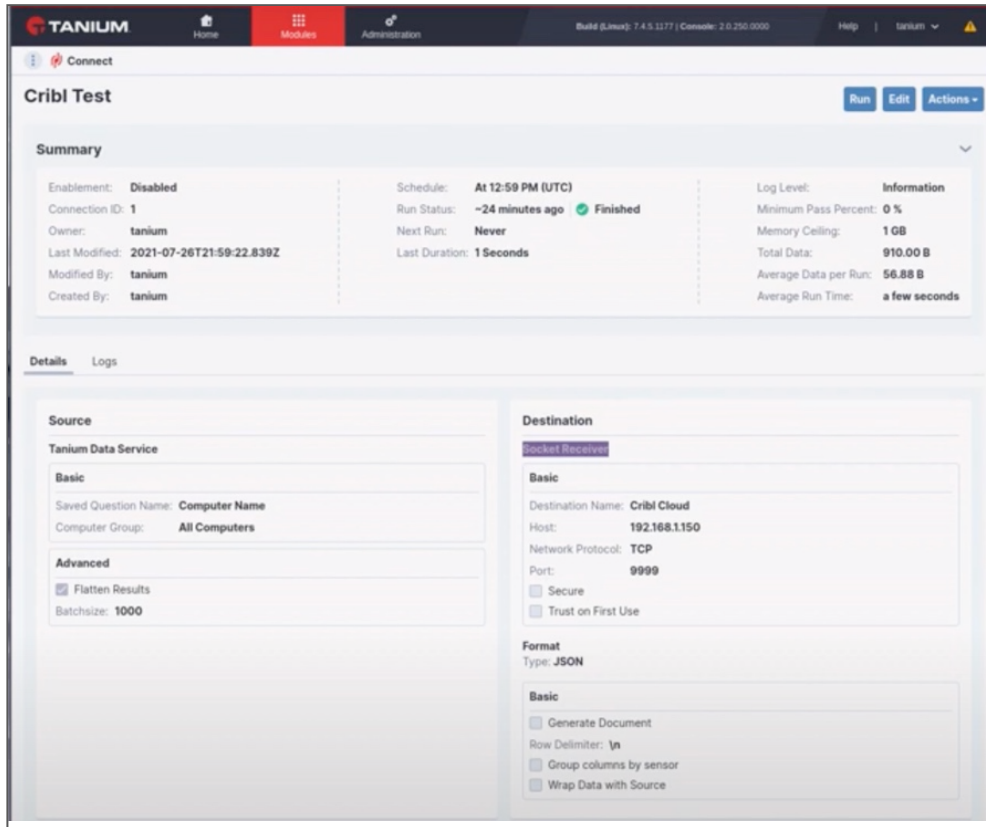 TANIUM
Home
Modules
Administration
Build (Linux): 7.4.5.1177 | Console: 2.0.250.0000
Help | tanium
Connect
Cribl Test
Run Edit Actions
Summary
Enablement: Disabled
Connection ID: 1
Owner: tanium
Last Modified: 2021-07-26T21:59:22.839Z
Modified By: tanium
Created By: tanium
Schedule: At 12:59 PM (UTC)
Run Status: ~24 minutes ago Finished
Next Run: Never
Last Duration: 1 Seconds
Log Level: Information
Minimum Pass Percent: 0 %
Memory Ceiling: 1 GB
Total Data: 910.00 B
Average Data per Run: 56.88 B
Average Run Time: a few seconds
Details Logs
Source
Tanium Data Service
Basic
Saved Question Name: Computer Name
Computer Group: All Computers
Advanced
Flatten Results
Batchsize: 1000
Destination
Socket Receiver
Basic
Destination Name: Cribl Cloud
Host: 192.168.1.150
Network Protocol: TCP
Port: 9999
Secure
Trust on First Use
Format
Type: JSON
Basic
Generate Document
Row Delimiter: \n
Group columns by sensor
Wrap Data with Source